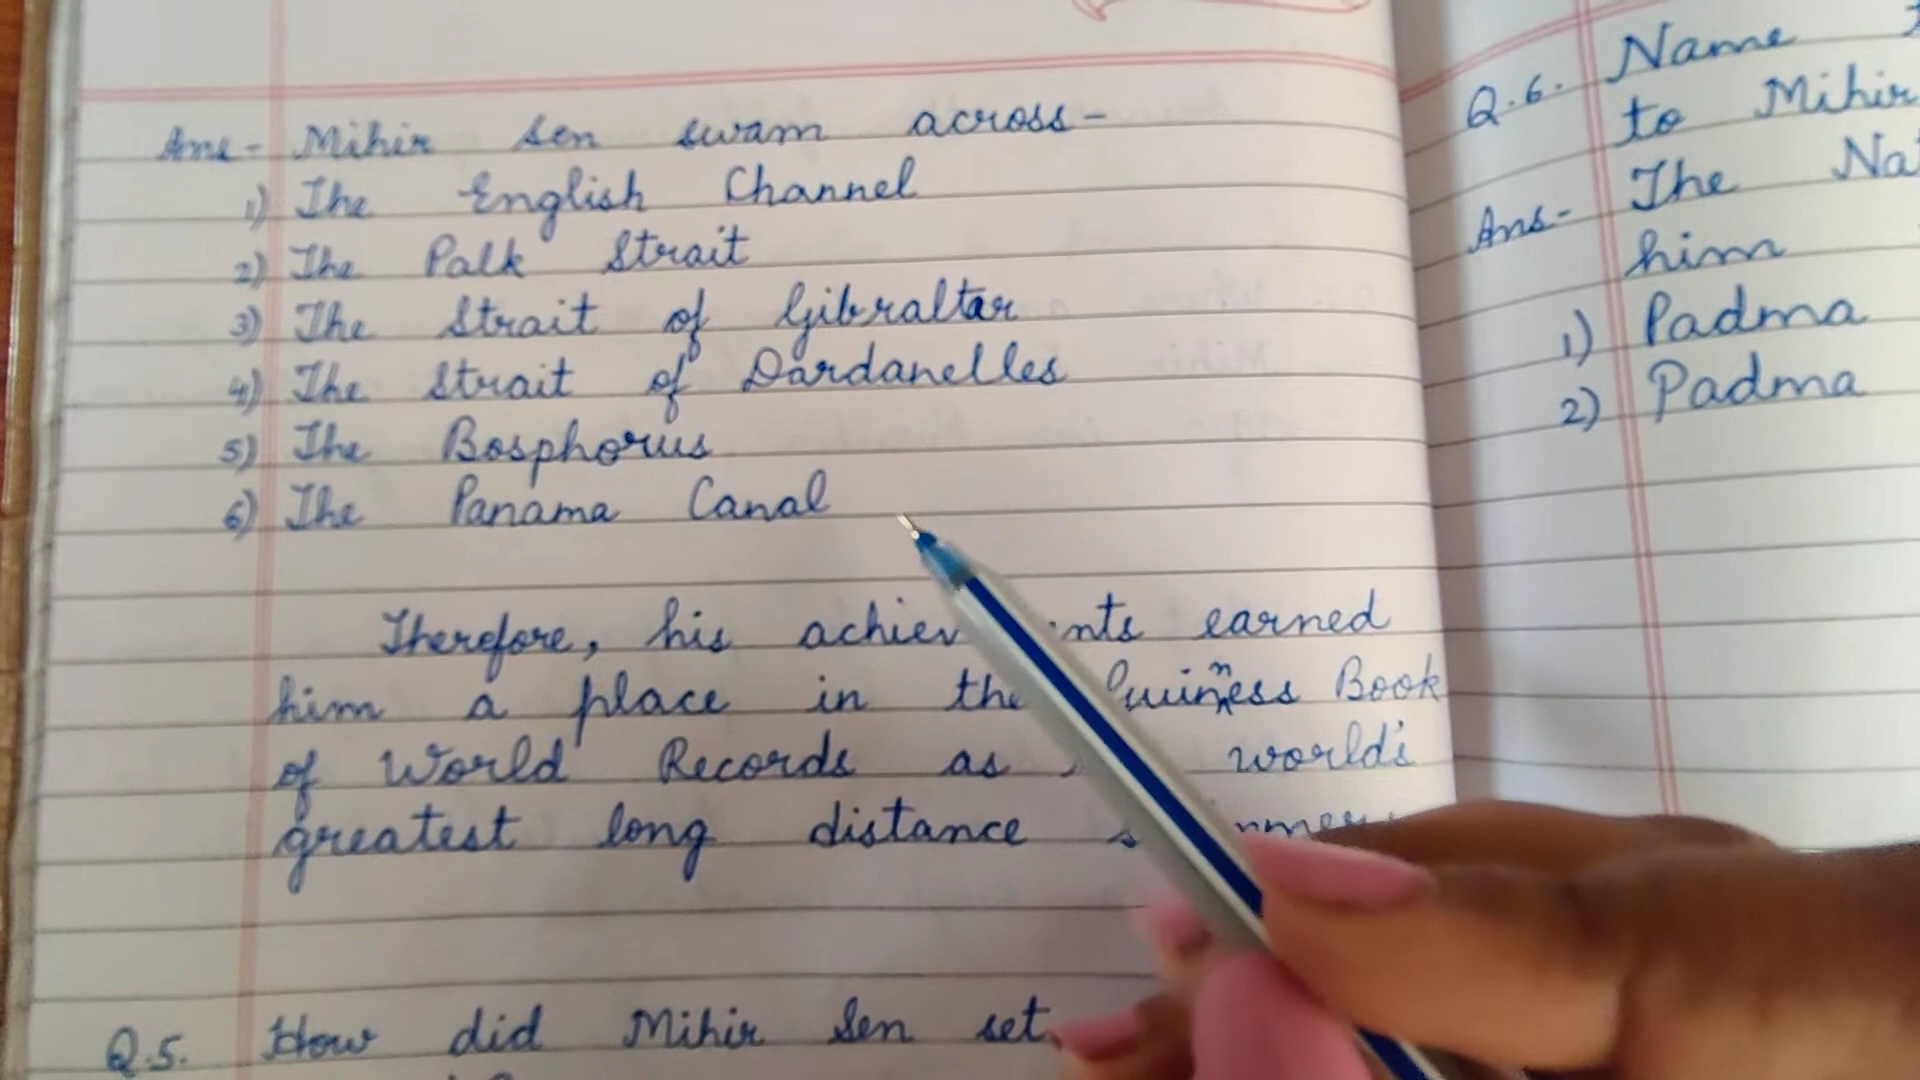 Ans- Mihir Sen swam across-
1) The English Channel
2) The Palk Strait
3) The Strait of Gibraltar
4) The Strait of Dardanelles
5) The Bosphorus
6) The Panama Canal
Therefore, his earned
him a place in the Book
of World Records as world's
greatest long distance
Q.5. How did Mihir Sen set
Q.6. Name
to Mihir
Ans- The
him
1) Padma
2) Padma